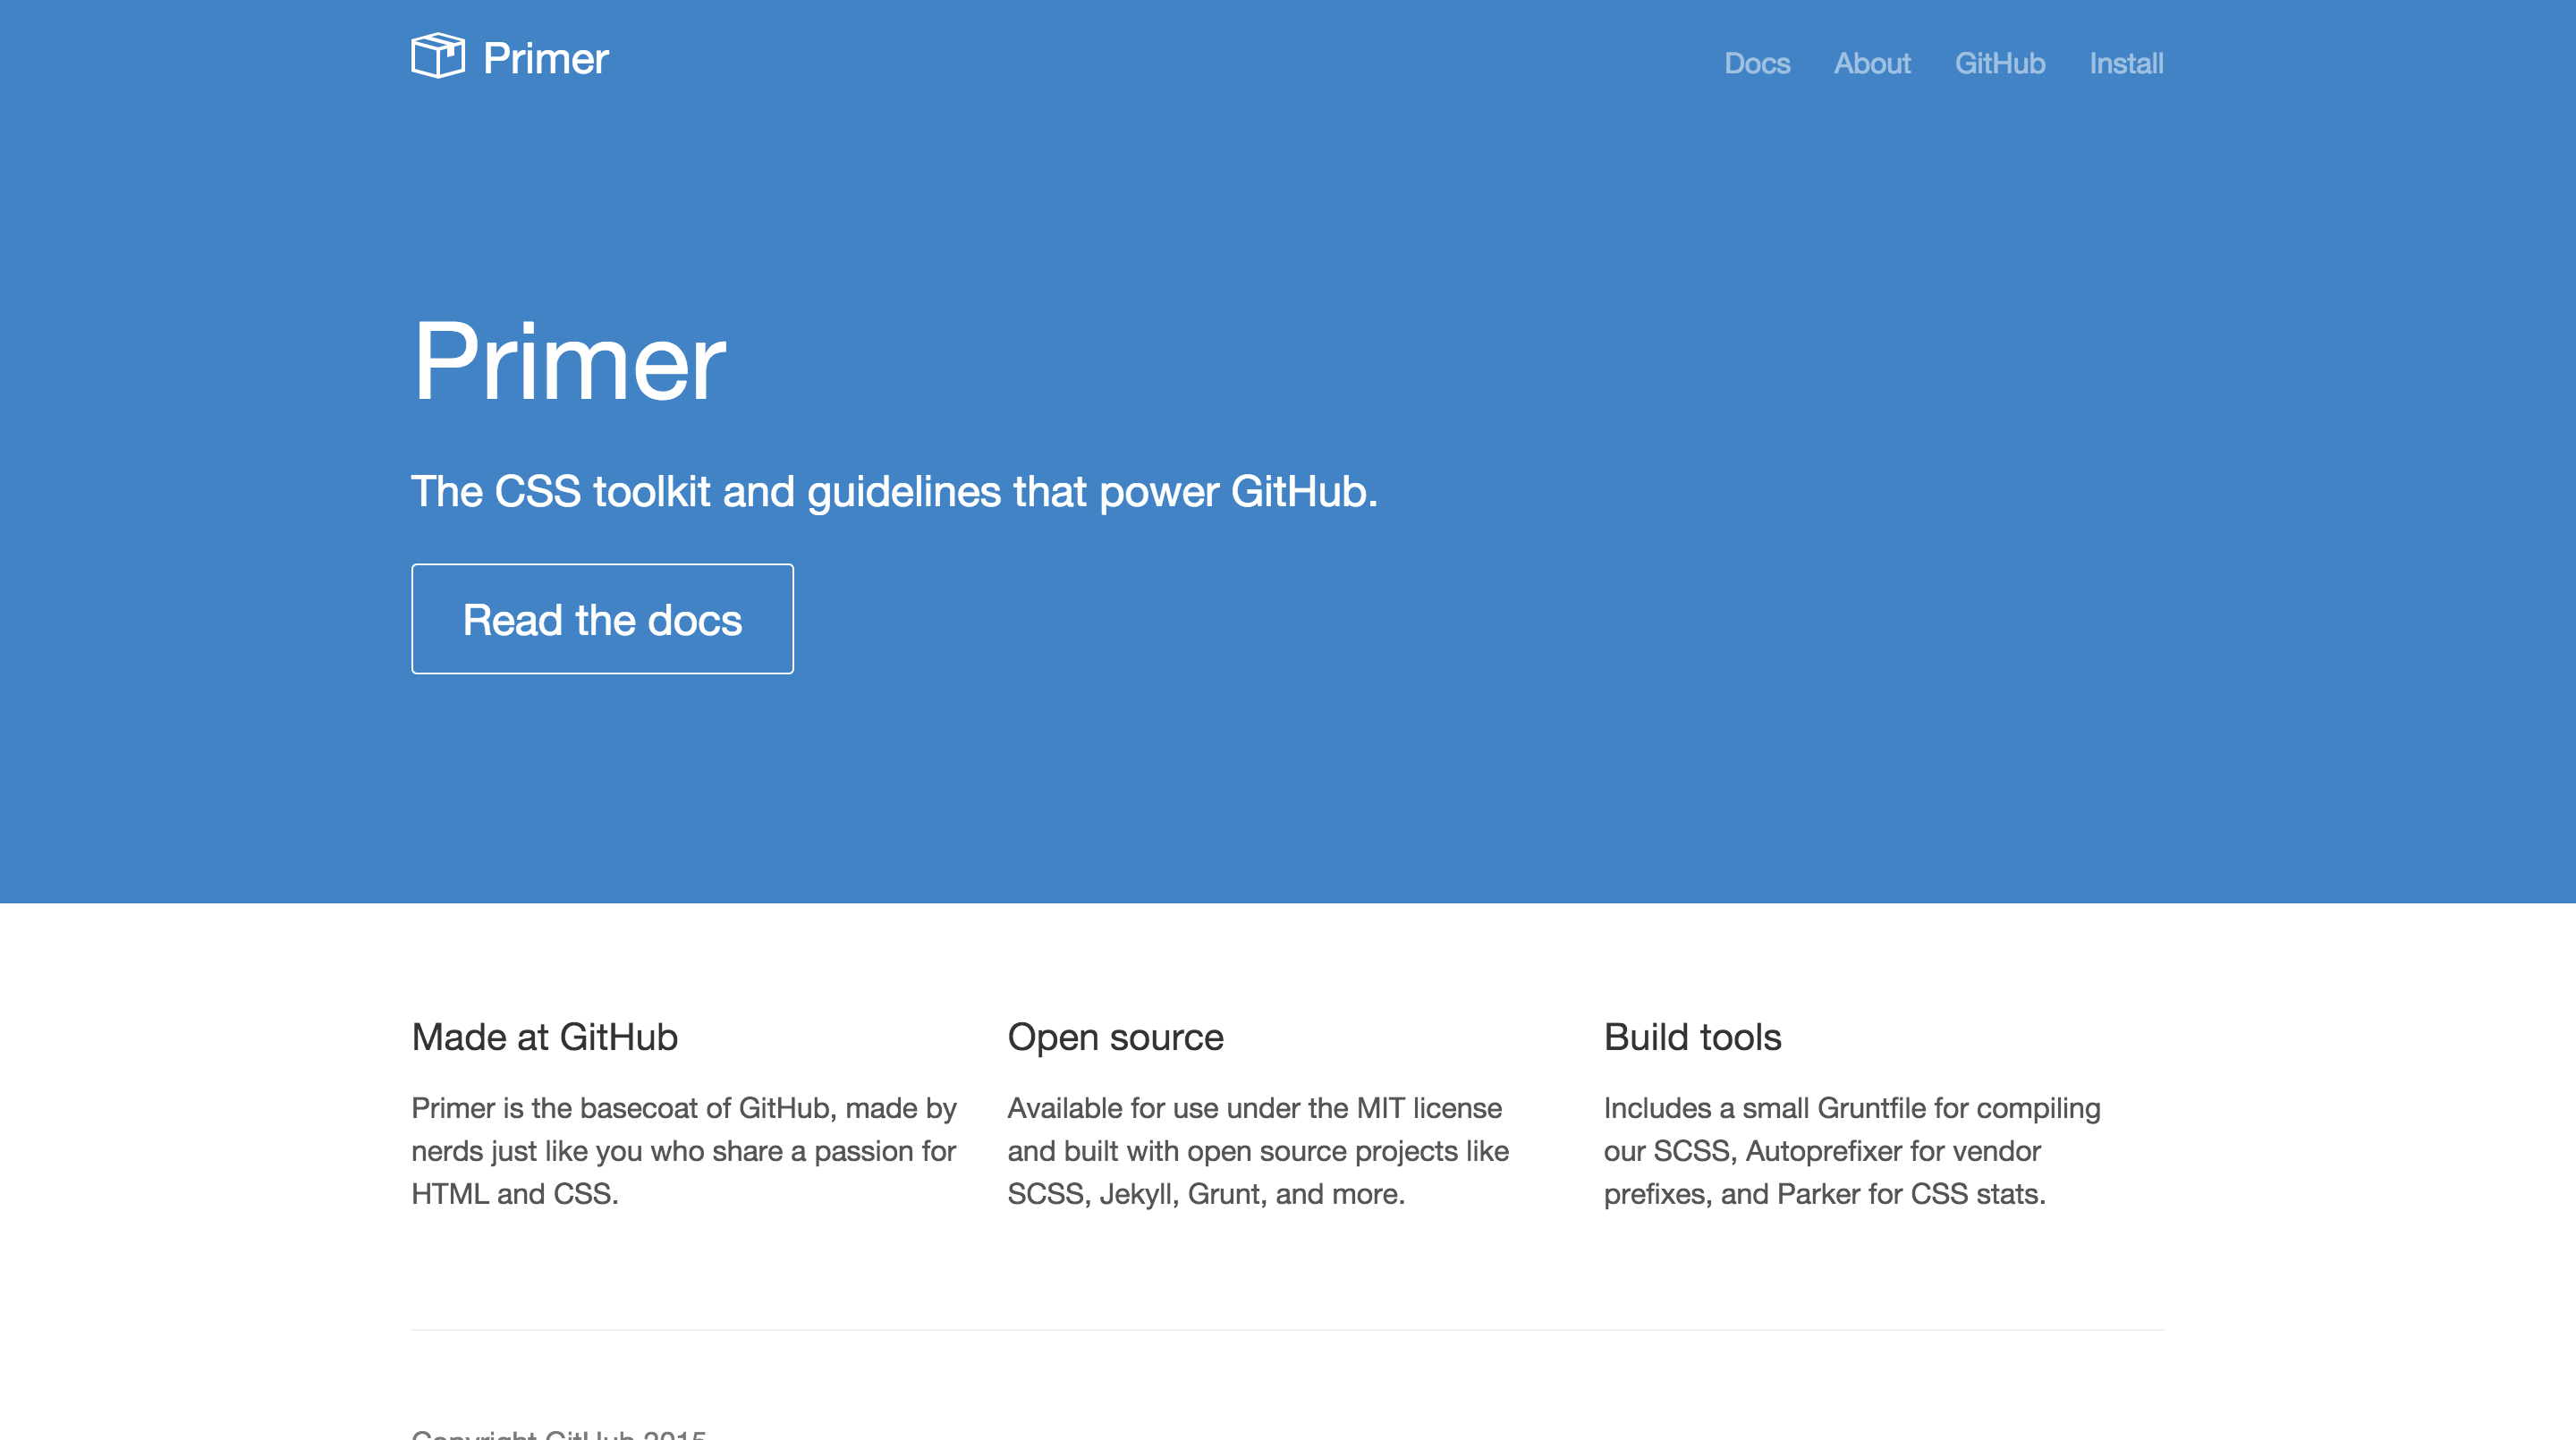 Primer
Docs About GitHub Install
Primer
The CSS toolkit and guidelines that power GitHub.
Read the docs
Made at GitHub
Primer is the basecoat of GitHub, made by
nerds just like you who share a passion for
HTML and CSS.
Open source
Available for use under the MIT license
and built with open source projects like
SCSS, Jekyll, Grunt, and more.
Build tools
Includes a small Gruntfile for compiling
our SCSS, Autoprefixer for vendor
prefixes, and Parker for CSS stats.
Copyright GitHub 2015